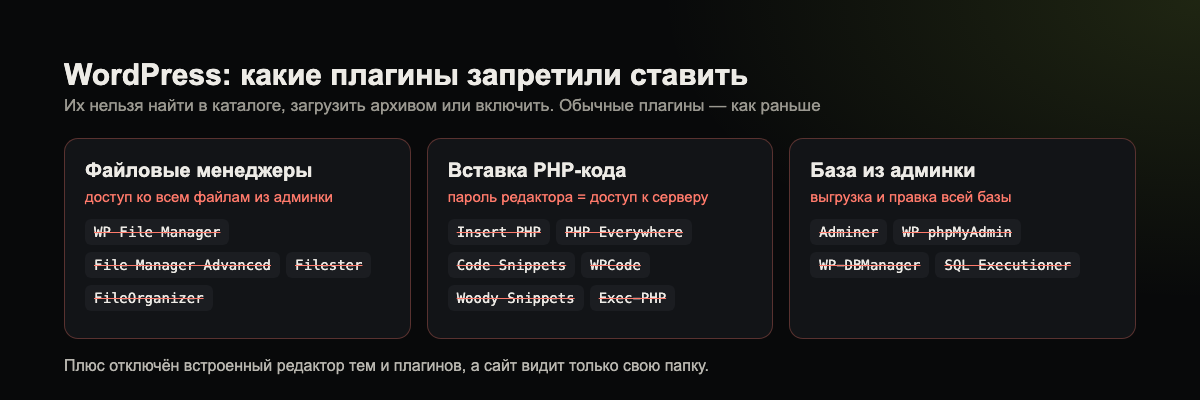 WordPress: какие плагины запретили ставить
Их нельзя найти в каталоге, загрузить архивом или включить. Обычные плагины — как раньше
Файловые менеджеры
доступ ко всем файлам из админки
WP File Manager
File Manager Advanced Filester
FileOrganizer
Вставка PHP-кода
пароль редактора = доступ к серверу
Insert PHP PHP Everywhere
Code Snippets WPCode
Woody Snippets Exec-PHP
База из админки
выгрузка и правка всей базы
Adminer WP phpMyAdmin
WP-DBManager SQL Executioner
Плюс отключён встроенный редактор тем и плагинов, а сайт видит только свою папку.